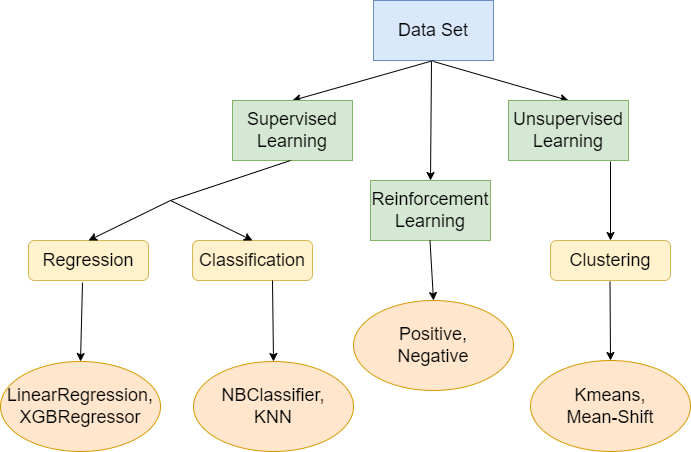 Data Set
Supervised
Learning
Unsupervised
Learning
Reinforcement
Learning
Regression
Classification
Clustering
Positive,
Negative
LinearRegression,
XGBRegressor
NBClassifier,
KNN
Kmeans,
Mean-Shift